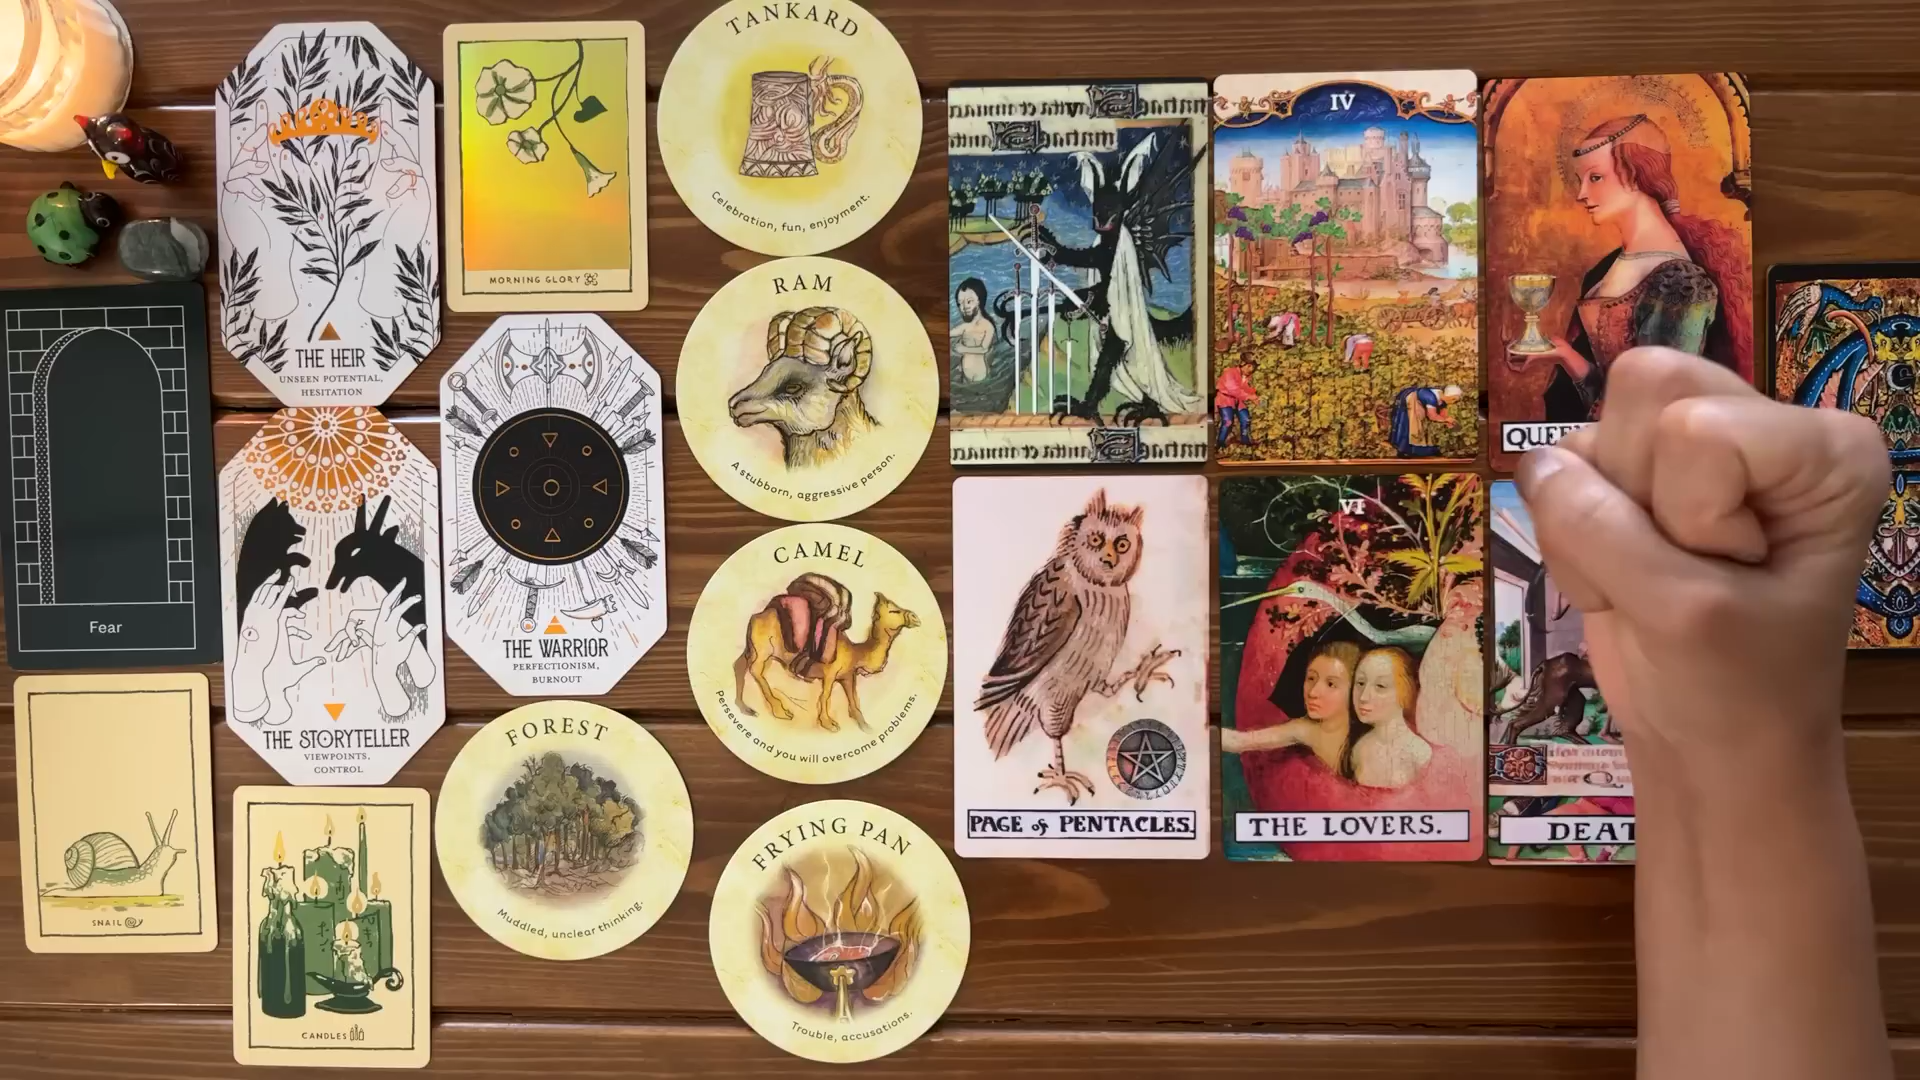 Fear
SNAIL
THE HEIR
UNSEEN POTENTIAL,
HESITATION
THE STORYTELLER
VIEWPOINTS,
CONTROL
CANDLES
MORNING GLORY
THE WARRIOR
PERFECTIONISM,
BURNOUT
FOREST
Muddled, unclear thinking.
TANKARD
Celebration, fun, enjoyment.
RAM
A stubborn, aggressive person.
CAMEL
Persevere and you will overcome problems.
FRYING PAN
Trouble, accusations.
IV
PAGE of PENTACLES.
VI
THE LOVERS.